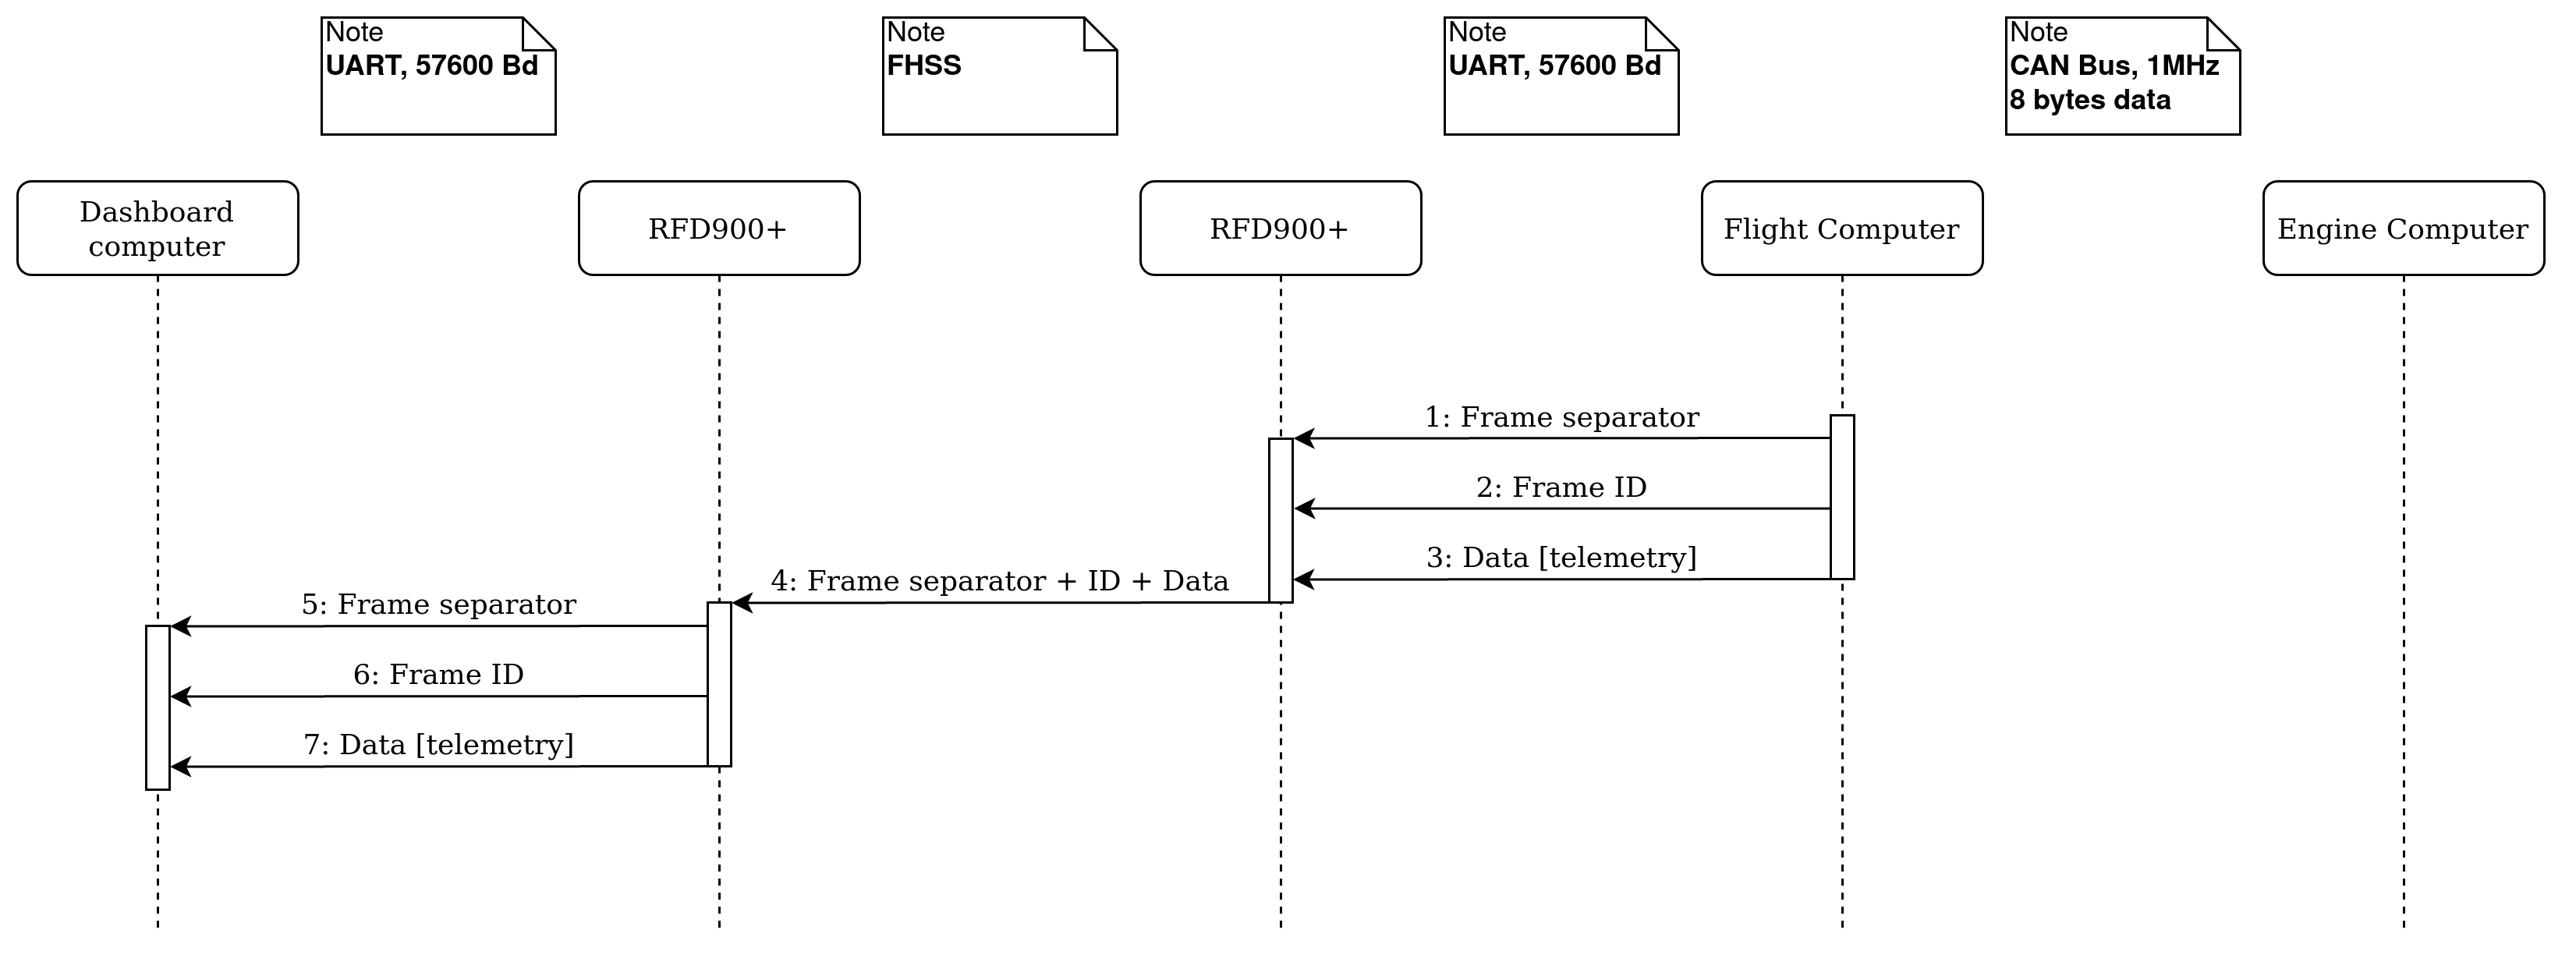 Note
UART, 57600 Bd
Note
FHSS
Note
UART, 57600 Bd
Note
CAN Bus, 1MHz
8 bytes data
Dashboard
computer
RFD900+
RFD900+
Flight Computer
Engine Computer
1: Frame separator
2: Frame ID
3: Data [telemetry]
4: Frame separator + ID + Data
5: Frame separator
6: Frame ID
7: Data [telemetry]